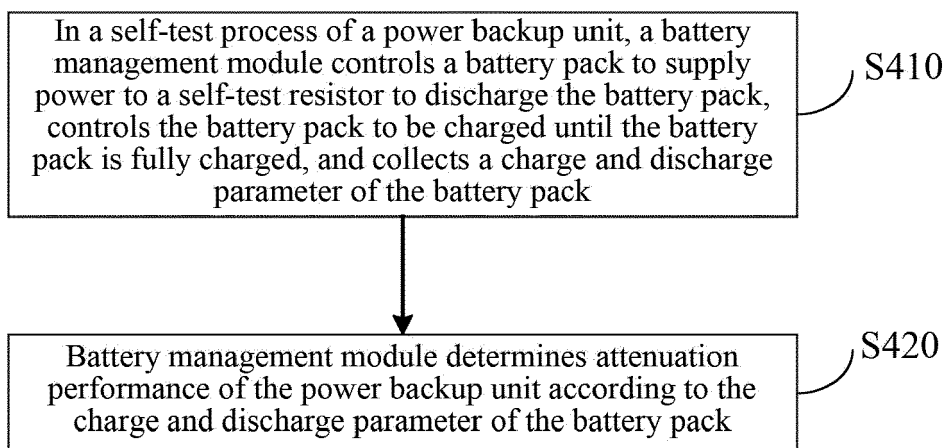 In a self-test process of a power backup unit, a battery
management module controls a battery pack to supply
power to a self-test resistor to discharge the battery pack,
controls the battery pack to be charged until the battery
pack is fully charged, and collects a charge and discharge
parameter of the battery pack
S410
Battery management module determines attenuation
performance of the power backup unit according to the
charge and discharge parameter of the battery pack
S420